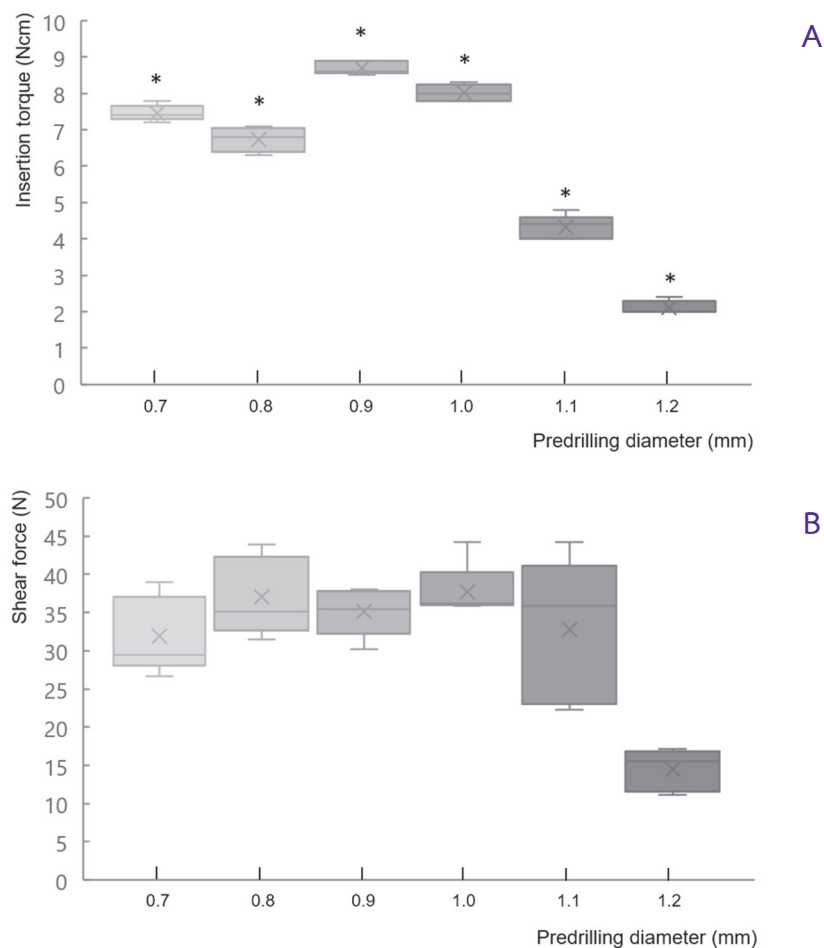 A
Insertion torque (Ncm)
10
9
8
7
6
5
4
3
2
1
0
* * * * * *
0.7 0.8 0.9 1.0 1.1 1.2
Predrilling diameter (mm)
B
Shear force (N)
50
45
40
35
30
25
20
15
10
5
0
0.7 0.8 0.9 1.0 1.1 1.2
Predrilling diameter (mm)